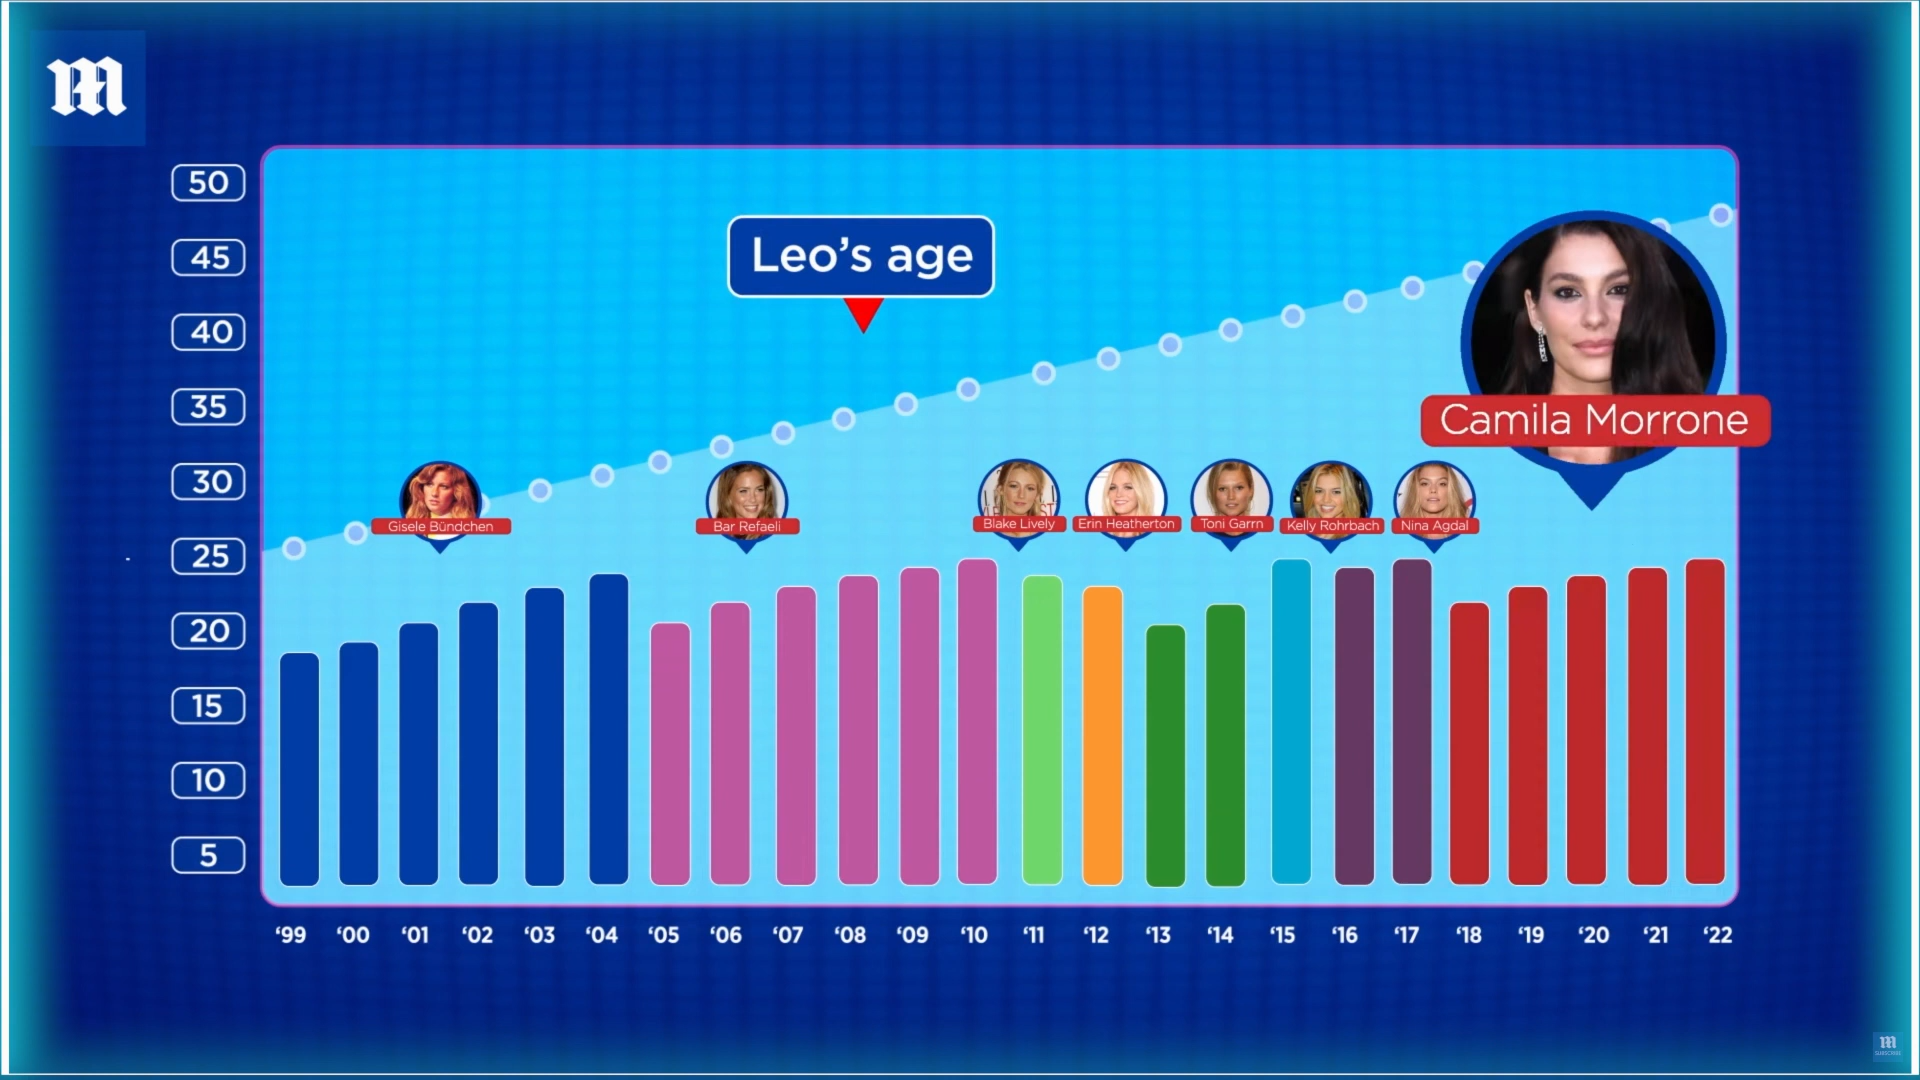 50
45
40
35
30
25
20
15
10
5
Leo’s age
Camila Morrone
Gisele Bündchen
Bar Refaeli
Blake Lively
Erin Heatherton
Toni Garrn
Kelly Rohrbach
Nina Agdal
‘99 ‘00 ‘01 ‘02 ‘03 ‘04 ‘05 ‘06 ‘07 ‘08 ‘09 ‘10 ‘11 ‘12 ‘13 ‘14 ‘15 ‘16 ‘17 ‘18 ‘19 ‘20 ‘21 ‘22
SUBSCRIBE